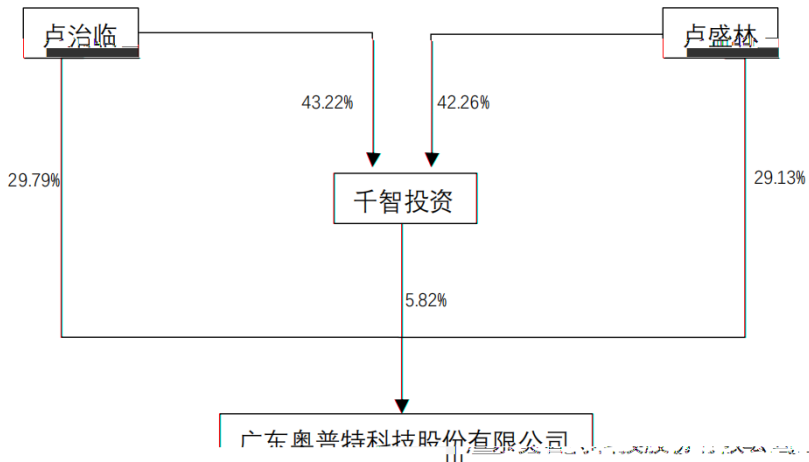 卢治临
卢盛林
43.22%
42.26%
29.79%
29.13%
千智投资
5.82%
广东奥普特科技股份有限公司